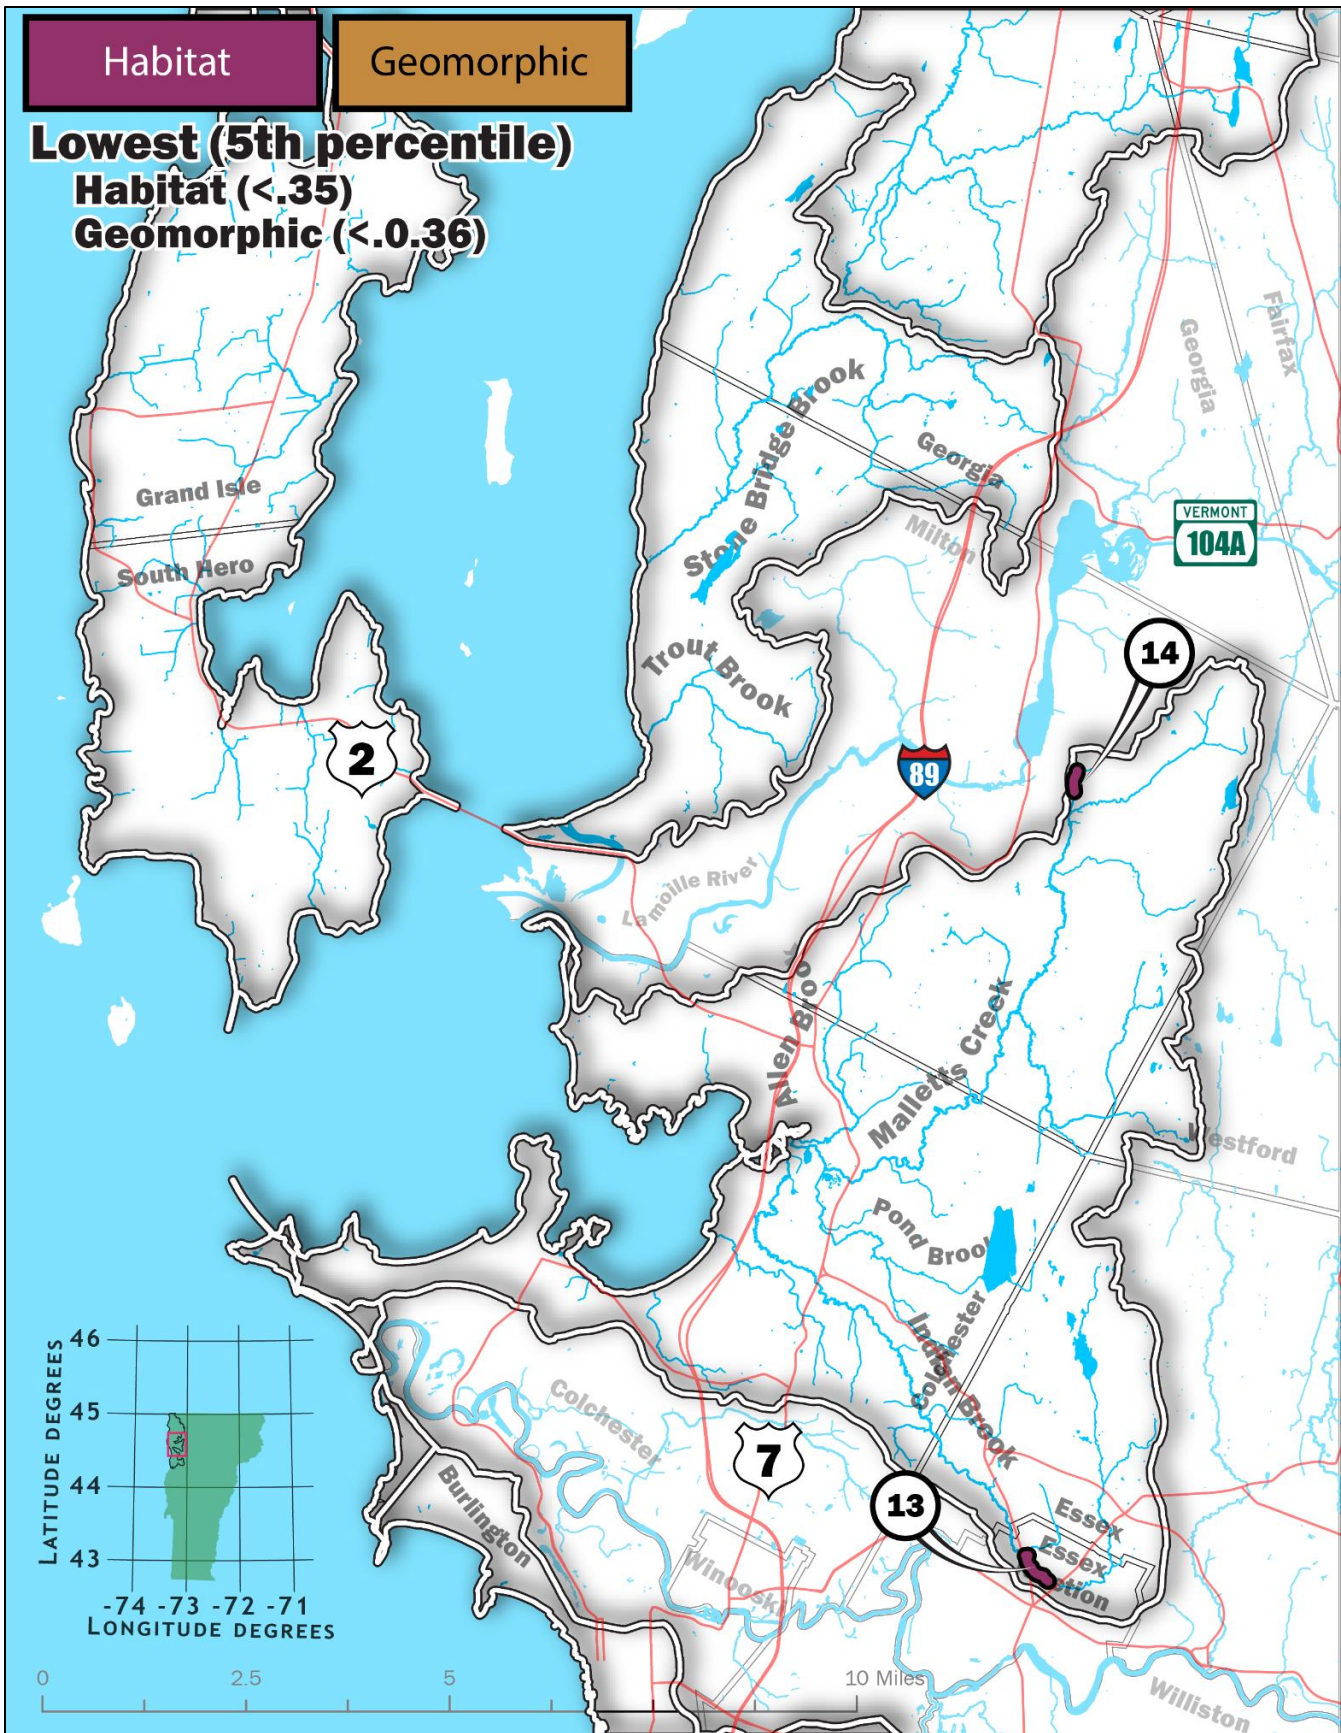 Habitat
Geomorphic
Lowest (5th percentile)
Habitat (<.35)
Geomorphic (<.0.36)
Fairfax
Georgia
Stone Bridge Brook
Georgia
Grand Isle
VERMONT
104A
Milton
South Hero
14
Trout Brook
2
89
Lamoille River
Allen Brook
Malletts Creek
Westford
Pond Brook
Colchester
Indian Brook
LATITUDE DEGREES
46
45
44
43
-74 -73 -72 -71
LONGITUDE DEGREES
Colchester
7
Burlington
13
Essex
Essex
ction
Winooski
0 2.5 5 10 Miles
Williston